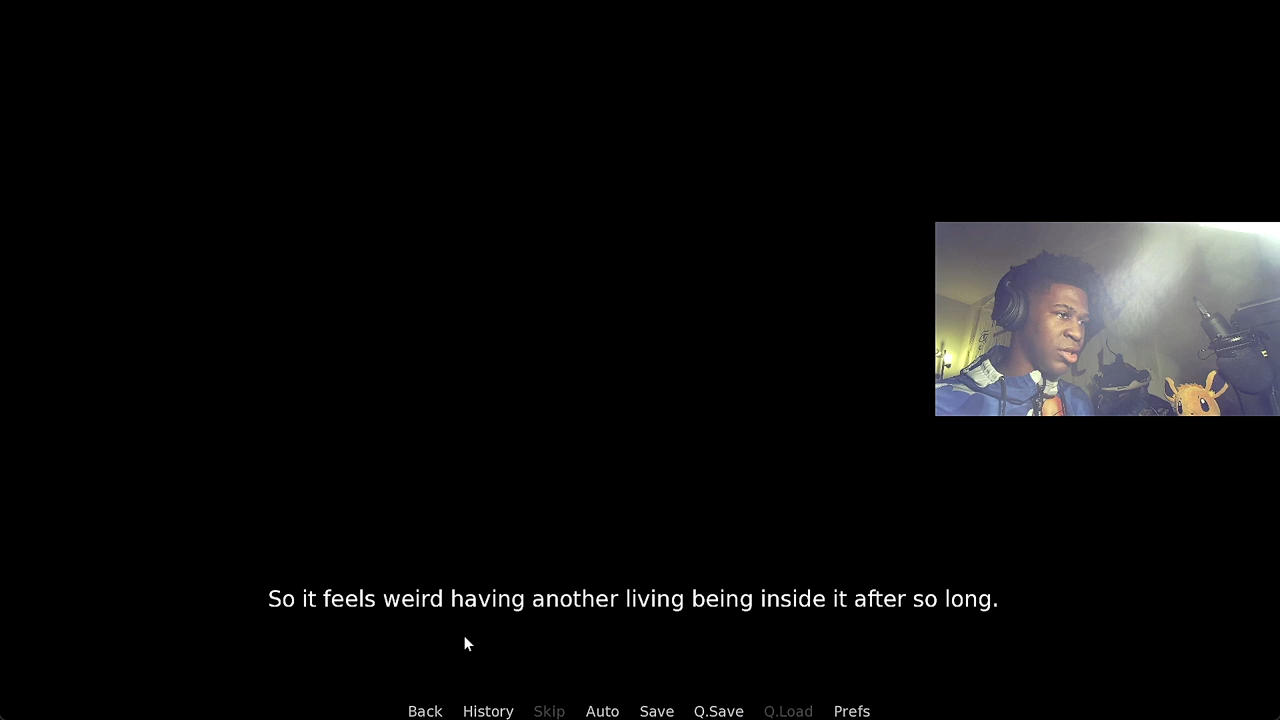 So it feels weird having another living being inside it after so long.
Back History Skip Auto Save Q.Save Q.Load Prefs